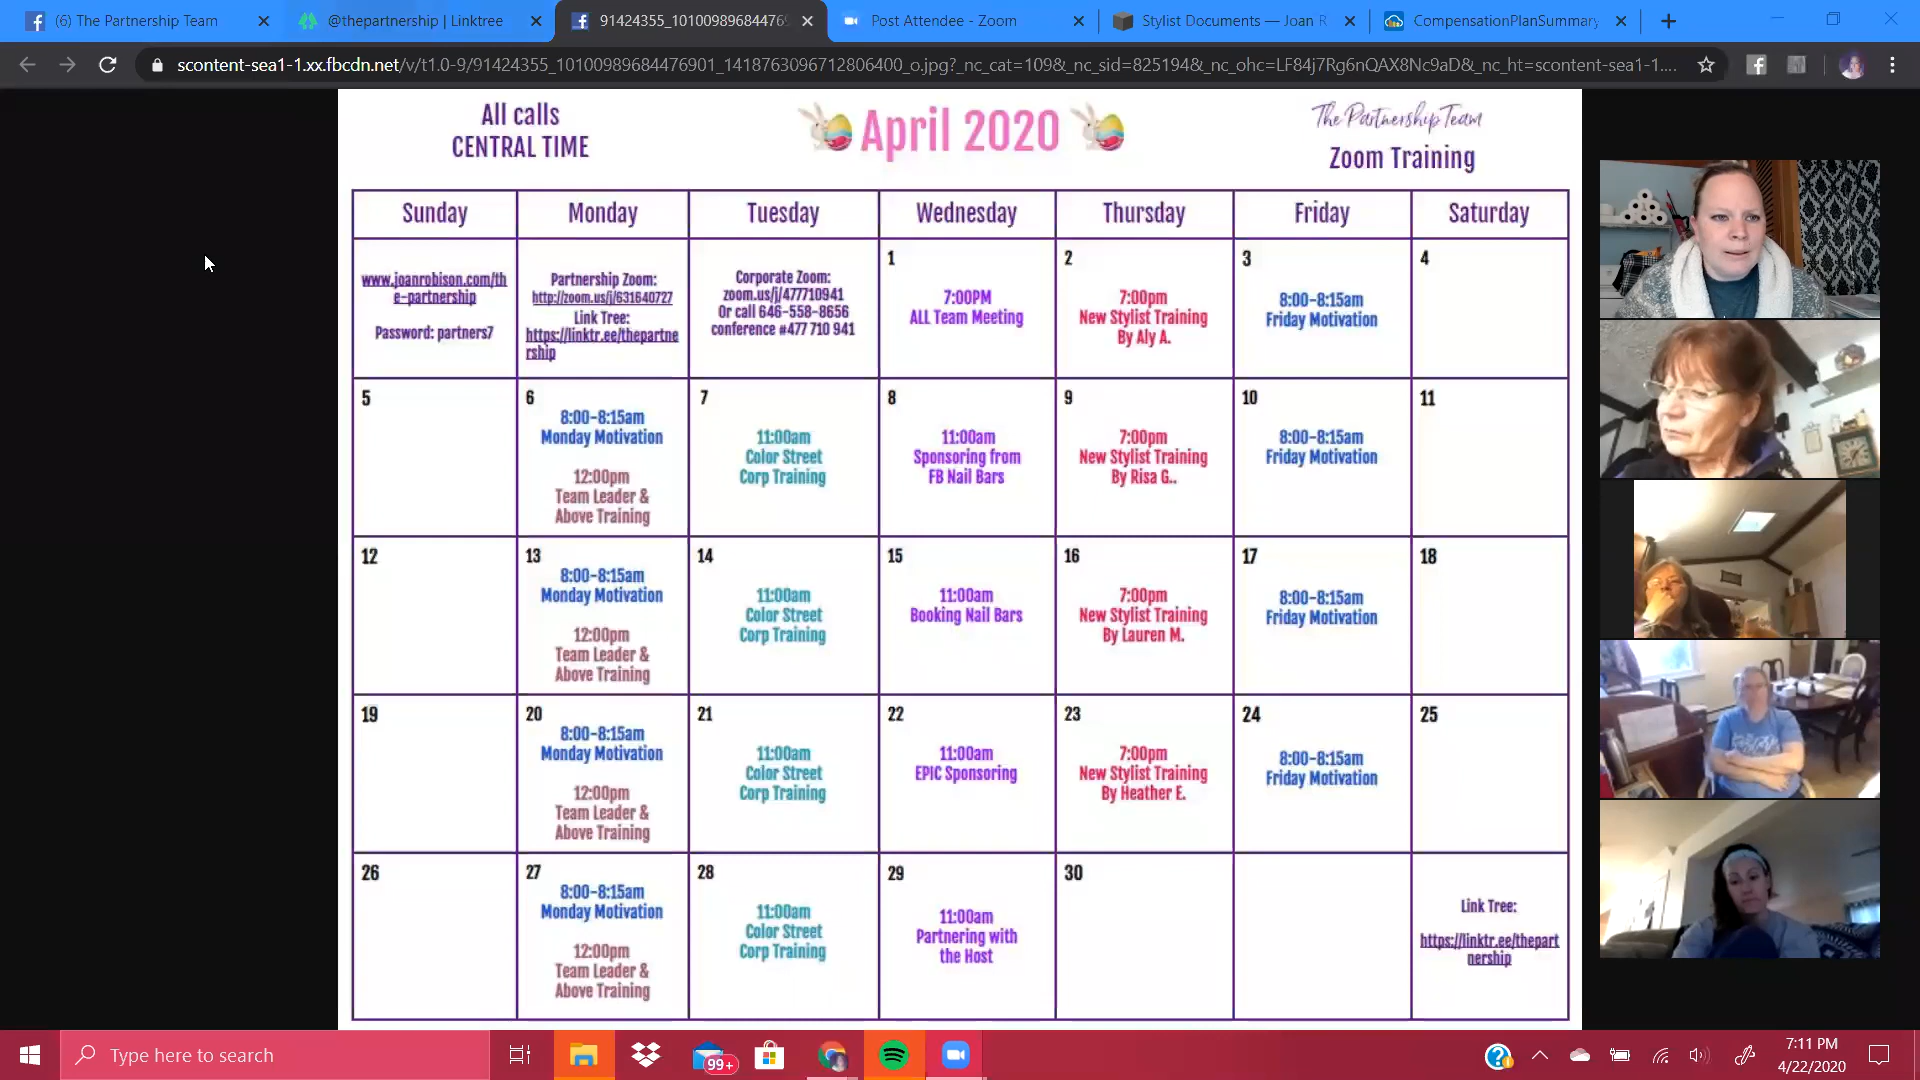 (6) The Partnership Team
@thepartnership | Linktree
91424355_1010098968447690
Post Attendee - Zoom
Stylist Documents — Joan R
CompensationPlanSummary
scontent-sea1-1.xx.fbcdn.net/v/t1.0-9/91424355_10100989684476901_1418763096712806400_o.jpg?_nc_cat=109&_nc_sid=825194&_nc_ohc=LF84j7Rg6nQAX8Nc9aD&_nc_ht=scontent-sea1-1....
All calls
CENTRAL TIME
April 2020
The Partnership Team
Zoom Training
Sunday
Monday
Tuesday
Wednesday
Thursday
Friday
Saturday
www.joanrobison.com/th
e-partnership
Password: partners7
Partnership Zoom:
http://zoom.us/j/631640727
Link Tree:
https://linktr.ee/thepartne
rship
Corporate Zoom:
zoom.us/j/477710941
Or call 646-558-8656
conference #477 710 941
1
7:00PM
ALL Team Meeting
2
7:00pm
New Stylist Training
By Aly A.
3
8:00-8:15am
Friday Motivation
4
5
6
8:00-8:15am
Monday Motivation
12:00pm
Team Leader &
Above Training
7
11:00am
Color Street
Corp Training
8
11:00am
Sponsoring from
FB Nail Bars
9
7:00pm
New Stylist Training
By Risa G..
10
8:00-8:15am
Friday Motivation
11
12
13
8:00-8:15am
Monday Motivation
12:00pm
Team Leader &
Above Training
14
11:00am
Color Street
Corp Training
15
11:00am
Booking Nail Bars
16
7:00pm
New Stylist Training
By Lauren M.
17
8:00-8:15am
Friday Motivation
18
19
20
8:00-8:15am
Monday Motivation
12:00pm
Team Leader &
Above Training
21
11:00am
Color Street
Corp Training
22
11:00am
EPIC Sponsoring
23
7:00pm
New Stylist Training
By Heather E.
24
8:00-8:15am
Friday Motivation
25
26
27
8:00-8:15am
Monday Motivation
12:00pm
Team Leader &
Above Training
28
11:00am
Color Street
Corp Training
29
11:00am
Partnering with
the Host
30
Link Tree:
https://linktr.ee/thepart
nership
Type here to search
99+
7:11 PM
4/22/2020